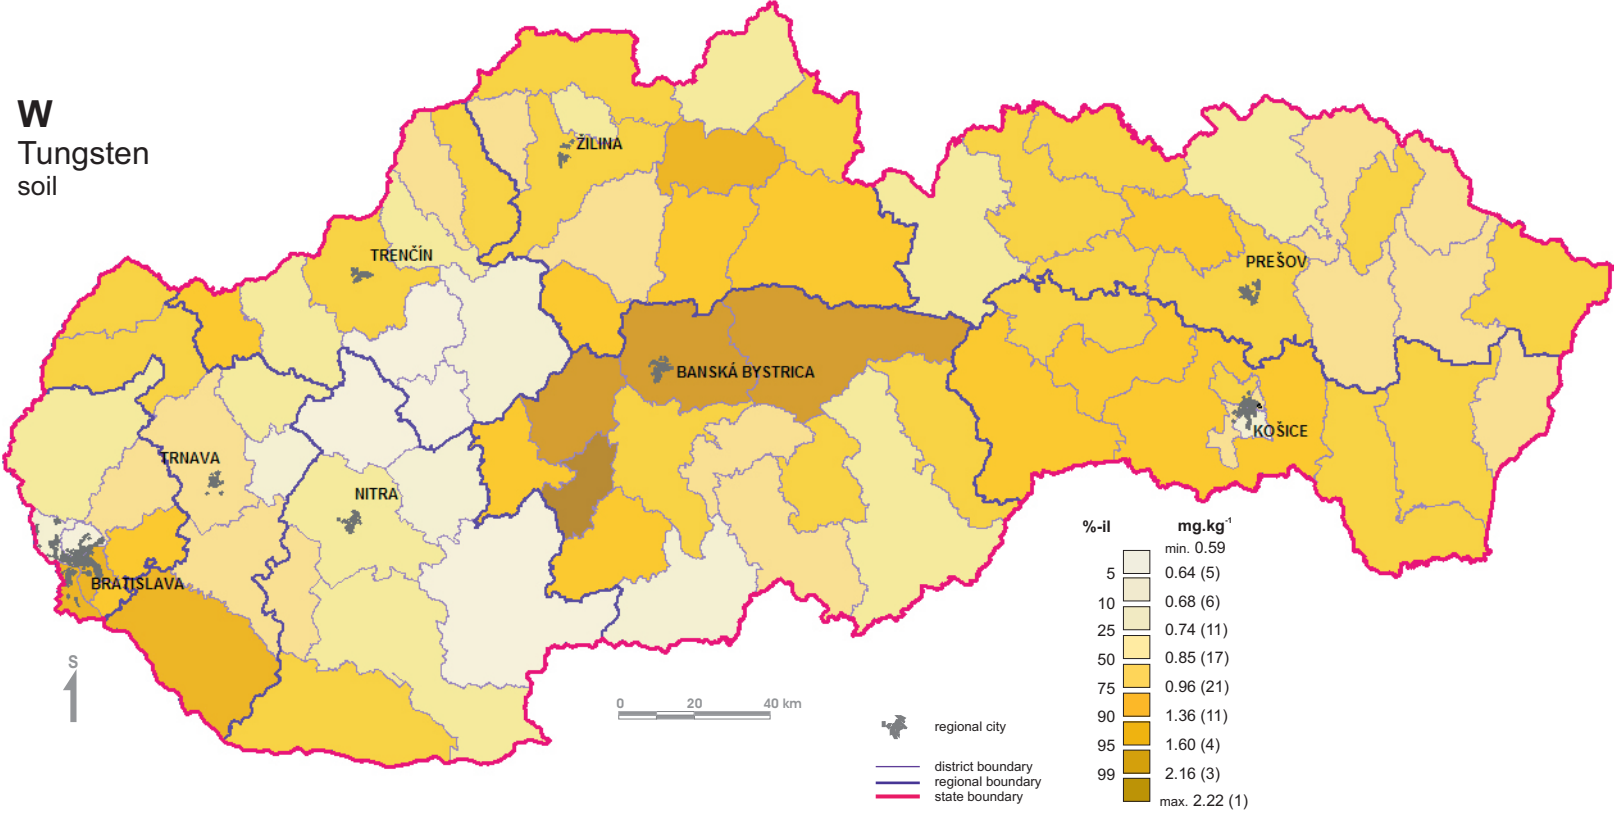 W
Tungsten
soil
ŽILINA
TRENČÍN
PREŠOV
BANSKÁ BYSTRICA
KOŠICE
TRNAVA
NITRA
BRATISLAVA
S
0 20 40 km
regional city
district boundary
regional boundary
state boundary
%-il mg.kg⁻¹
min. 0.59
5 0.64 (5)
10 0.68 (6)
25 0.74 (11)
50 0.85 (17)
75 0.96 (21)
90 1.36 (11)
95 1.60 (4)
99 2.16 (3)
max. 2.22 (1)